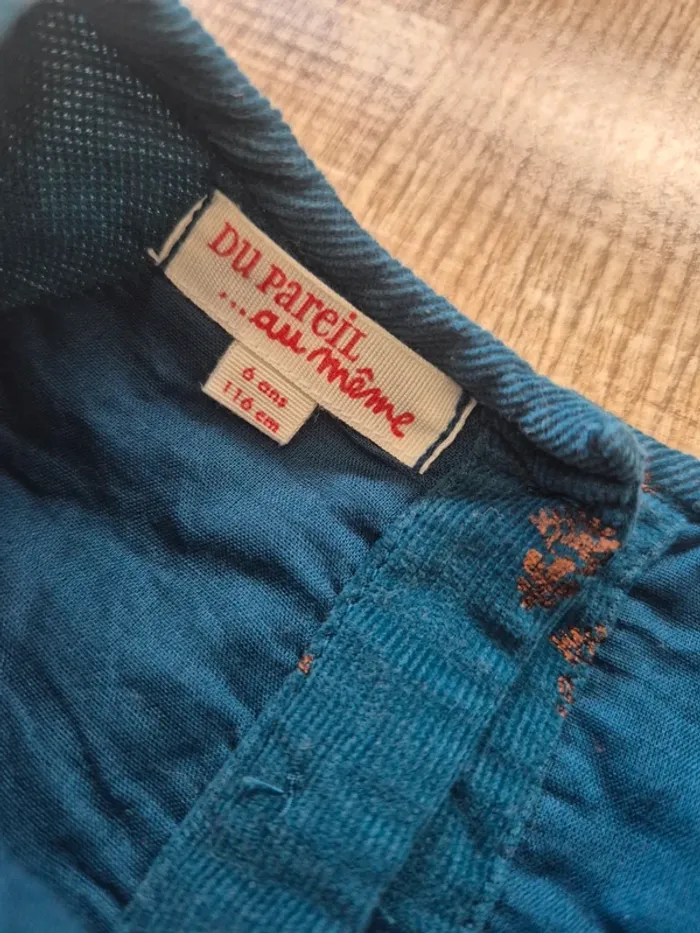 DU PaReiL
...au même
6 ans
116 cm